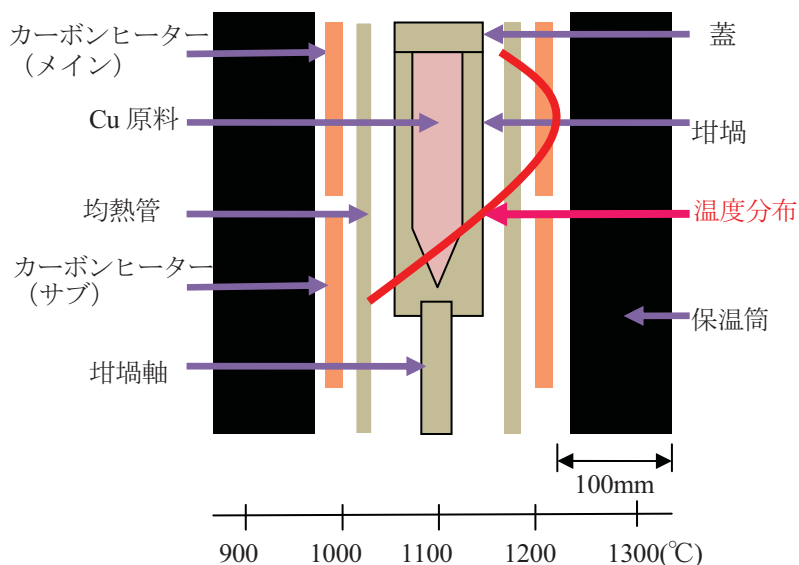 カーボンヒーター
（メイン）
Cu 原料
均熱管
カーボンヒーター
（サブ）
坩堝軸
蓋
坩堝
温度分布
保温筒
100mm
900 1000 1100 1200 1300(℃)